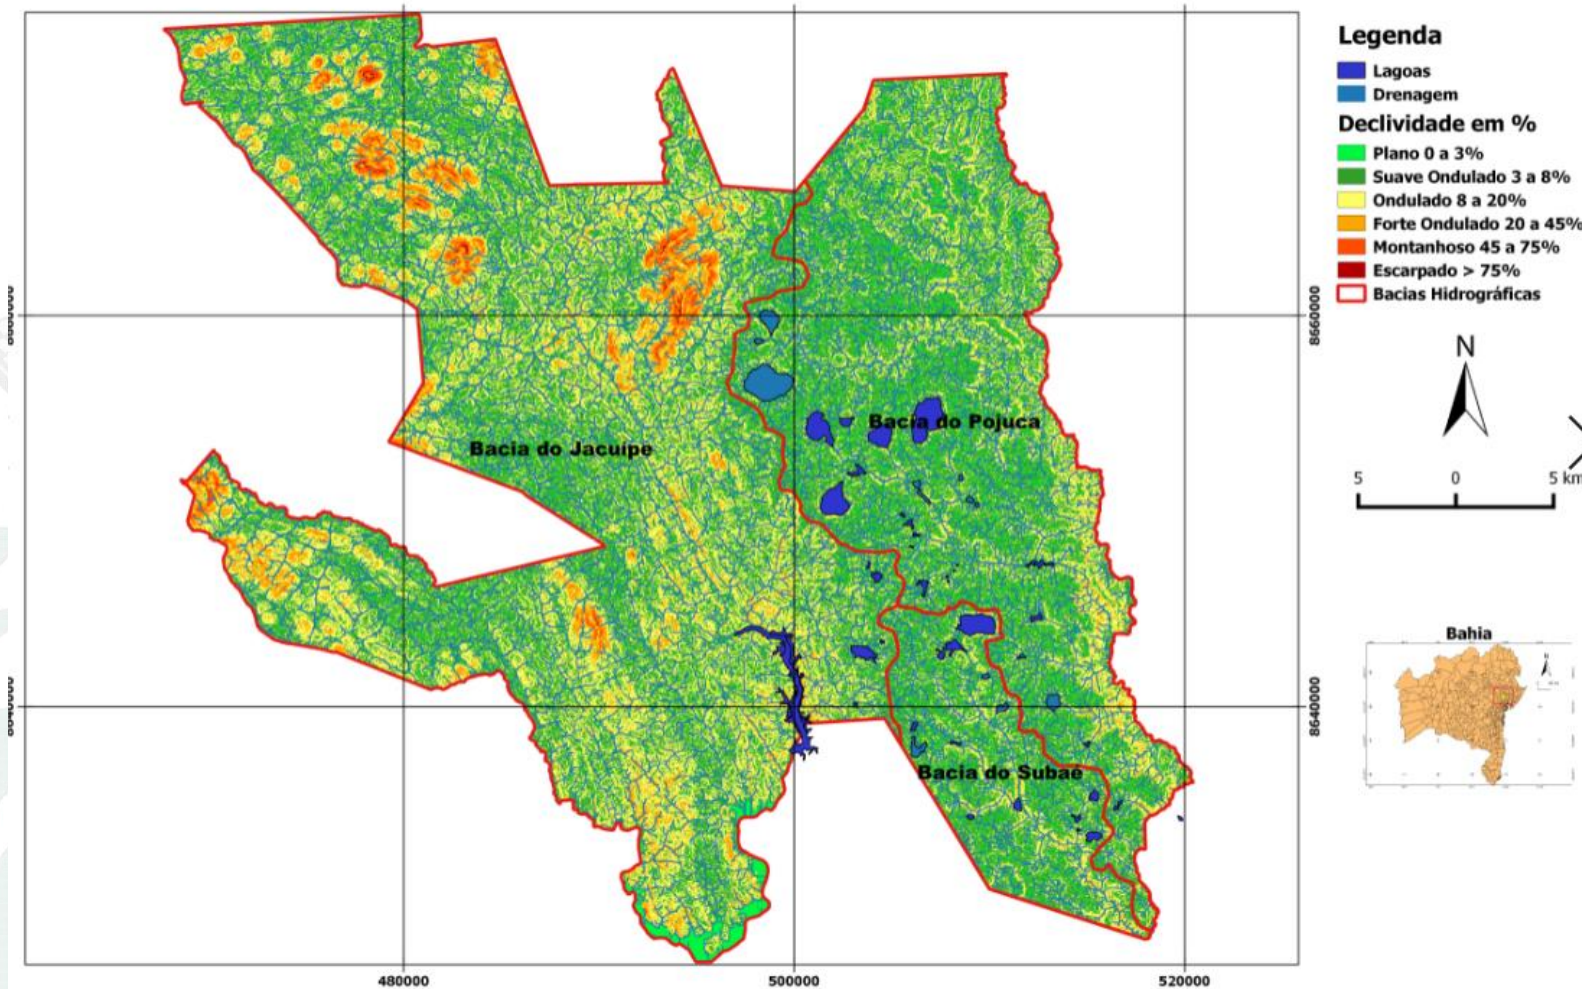 Legenda
Lagoas
Drenagem
Declividade em %
Plano 0 a 3%
Suave Ondulado 3 a 8%
Ondulado 8 a 20%
Forte Ondulado 20 a 45%
Montanhoso 45 a 75%
Escarpado > 75%
Bacias Hidrográficas
8660000
N
Bacia do Pojuca
Bacia do Jacuípe
5 0 5 km
Bahia
8640000
Bacia do Subaé
480000 500000 520000